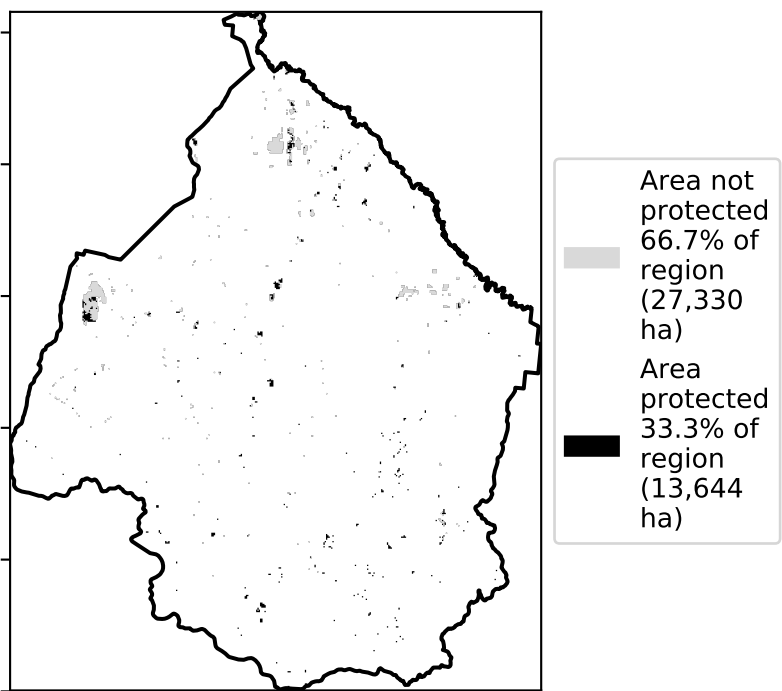 Area not
protected
66.7% of
region
(27,330
ha)
Area
protected
33.3% of
region
(13,644
ha)